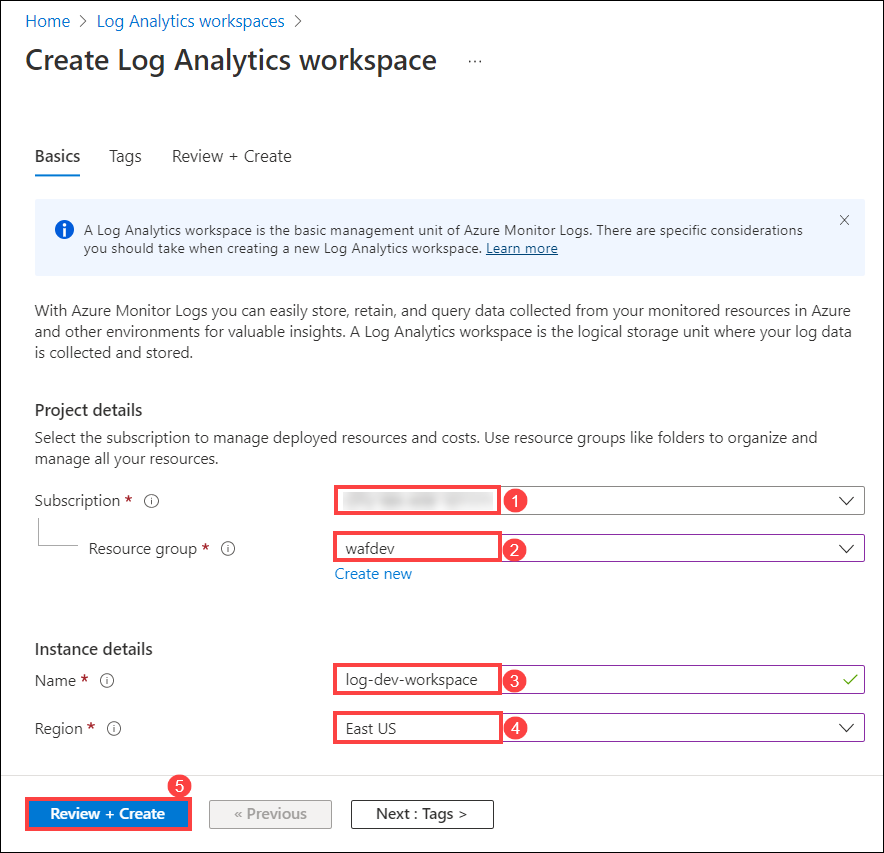 Home > Log Analytics workspaces >
Create Log Analytics workspace ...
Basics Tags Review + Create
A Log Analytics workspace is the basic management unit of Azure Monitor Logs. There are specific considerations
you should take when creating a new Log Analytics workspace. Learn more
With Azure Monitor Logs you can easily store, retain, and query data collected from your monitored resources in Azure
and other environments for valuable insights. A Log Analytics workspace is the logical storage unit where your log data
is collected and stored.
Project details
Select the subscription to manage deployed resources and costs. Use resource groups like folders to organize and
manage all your resources.
Subscription * 1
Resource group * wafdev 2
Create new
Instance details
Name * log-dev-workspace 3
Region * East US 4
5
Review + Create « Previous Next : Tags >